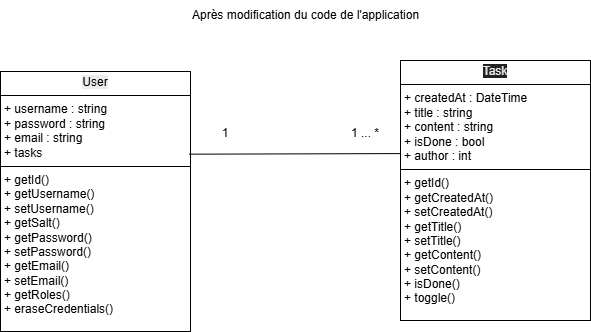 Après modification du code de l'application
User
+ username : string
+ password : string
+ email : string
+ tasks
+ getId()
+ getUsername()
+ setUsername()
+ getSalt()
+ getPassword()
+ setPassword()
+ getEmail()
+ setEmail()
+ getRoles()
+ eraseCredentials()
1
1 ... *
Task
+ createdAt : DateTime
+ title : string
+ content : string
+ isDone : bool
+ author : int
+ getId()
+ getCreatedAt()
+ setCreatedAt()
+ getTitle()
+ setTitle()
+ getContent()
+ setContent()
+ isDone()
+ toggle()